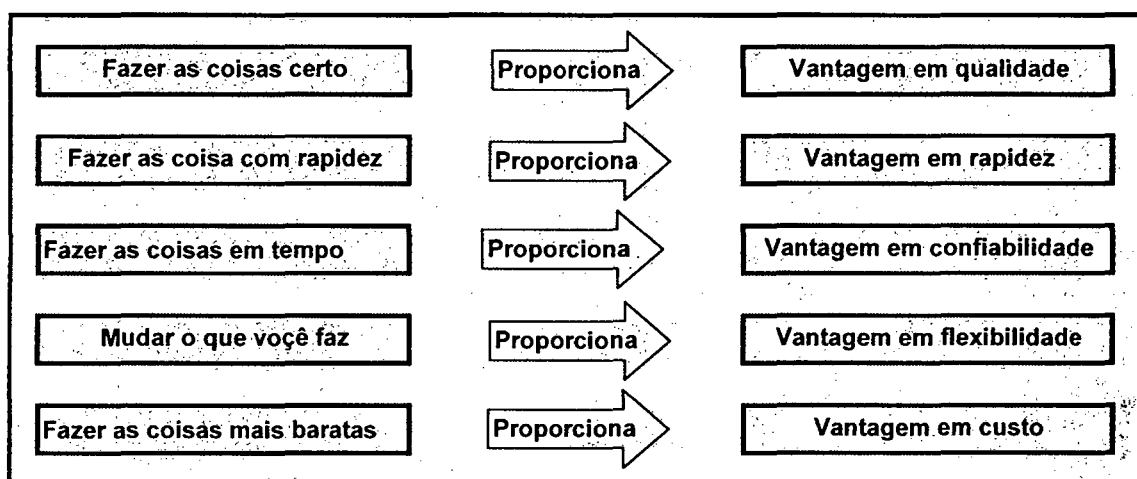 Fazer as coisas certo Proporciona Vantagem em qualidade
Fazer as coisa com rapidez Proporciona Vantagem em rapidez
Fazer as coisas em tempo Proporciona Vantagem em confiabilidade
Mudar o que voçê faz Proporciona Vantagem em flexibilidade
Fazer as coisas mais baratas Proporciona Vantagem em custo